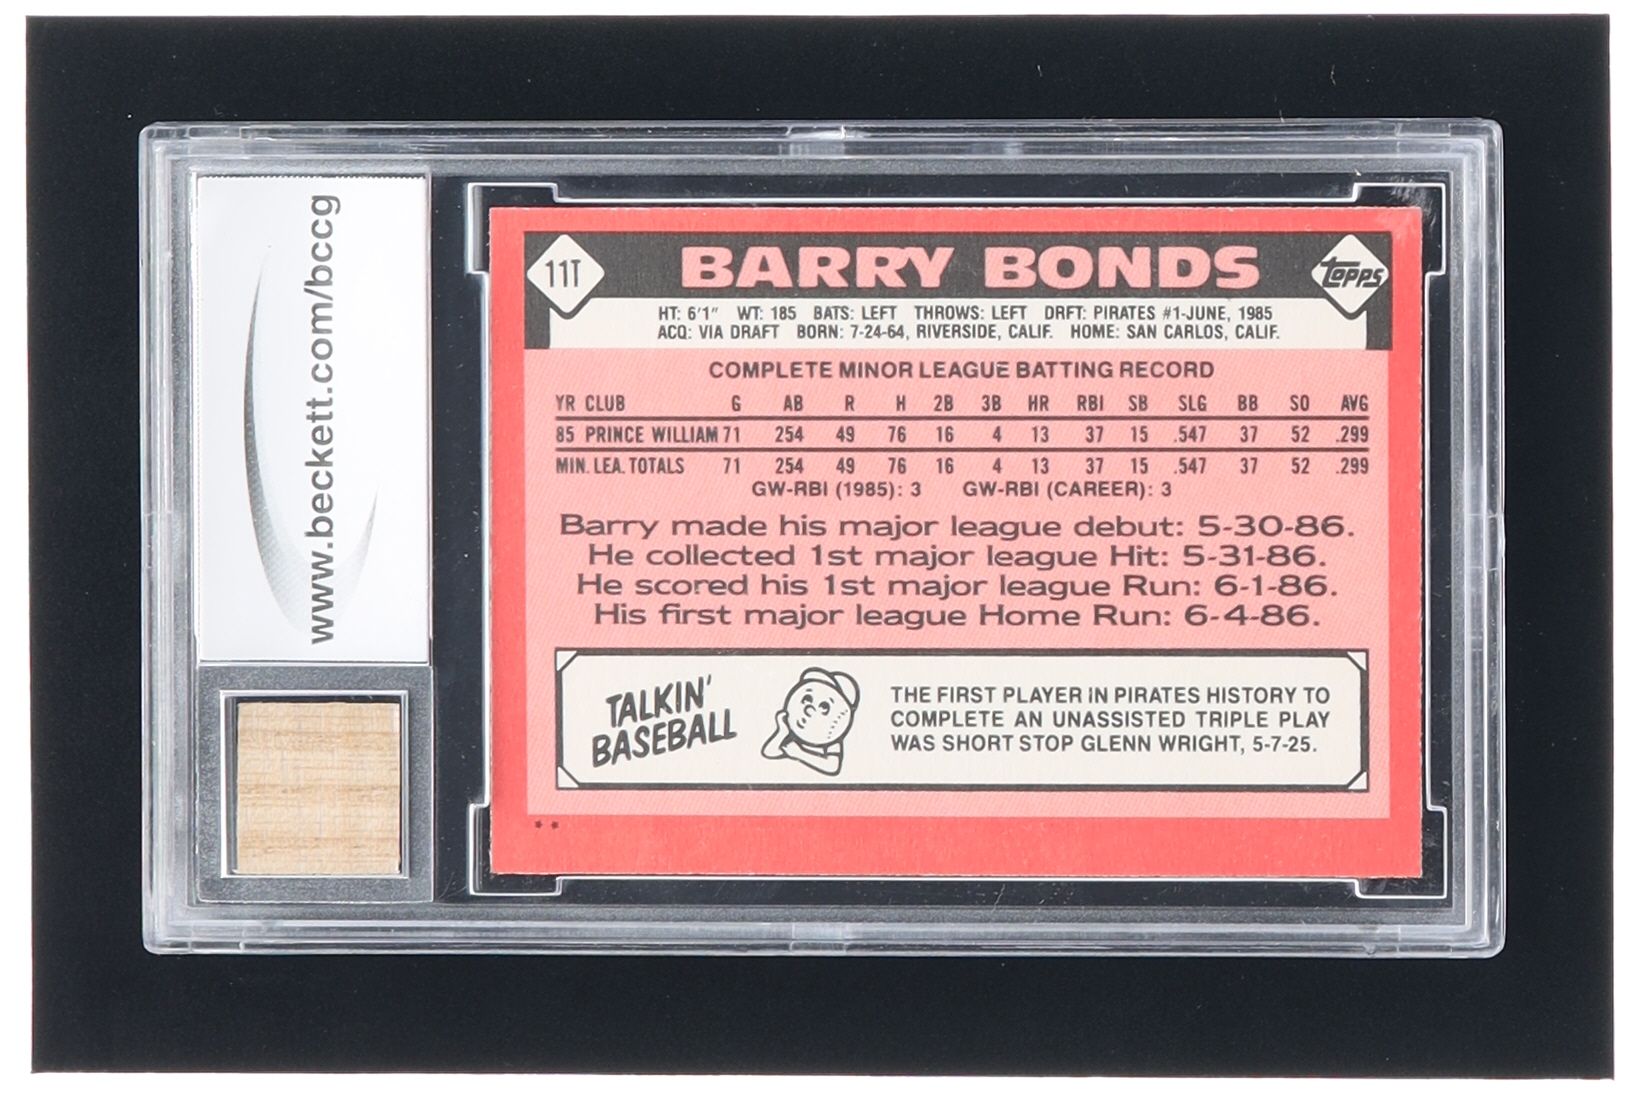 www.beckett.com/bccg
11T
BARRY BONDS
TOPPS
HT: 6'1" WT: 185 BATS: LEFT THROWS: LEFT DRFT: PIRATES #1-JUNE, 1985
ACQ: VIA DRAFT BORN: 7-24-64, RIVERSIDE, CALIF. HOME: SAN CARLOS, CALIF.
COMPLETE MINOR LEAGUE BATTING RECORD
YR CLUB G AB R H 2B 3B HR RBI SB SLG BB SO AVG
85 PRINCE WILLIAM 71 254 49 76 16 4 13 37 15 .547 37 52 .299
MIN. LEA. TOTALS 71 254 49 76 16 4 13 37 15 .547 37 52 .299
GW-RBI (1985): 3 GW-RBI (CAREER): 3
Barry made his major league debut: 5-30-86.
He collected 1st major league Hit: 5-31-86.
He scored his 1st major league Run: 6-1-86.
His first major league Home Run: 6-4-86.
TALKIN'
BASEBALL
THE FIRST PLAYER IN PIRATES HISTORY TO
COMPLETE AN UNASSISTED TRIPLE PLAY
WAS SHORT STOP GLENN WRIGHT, 5-7-25.
**